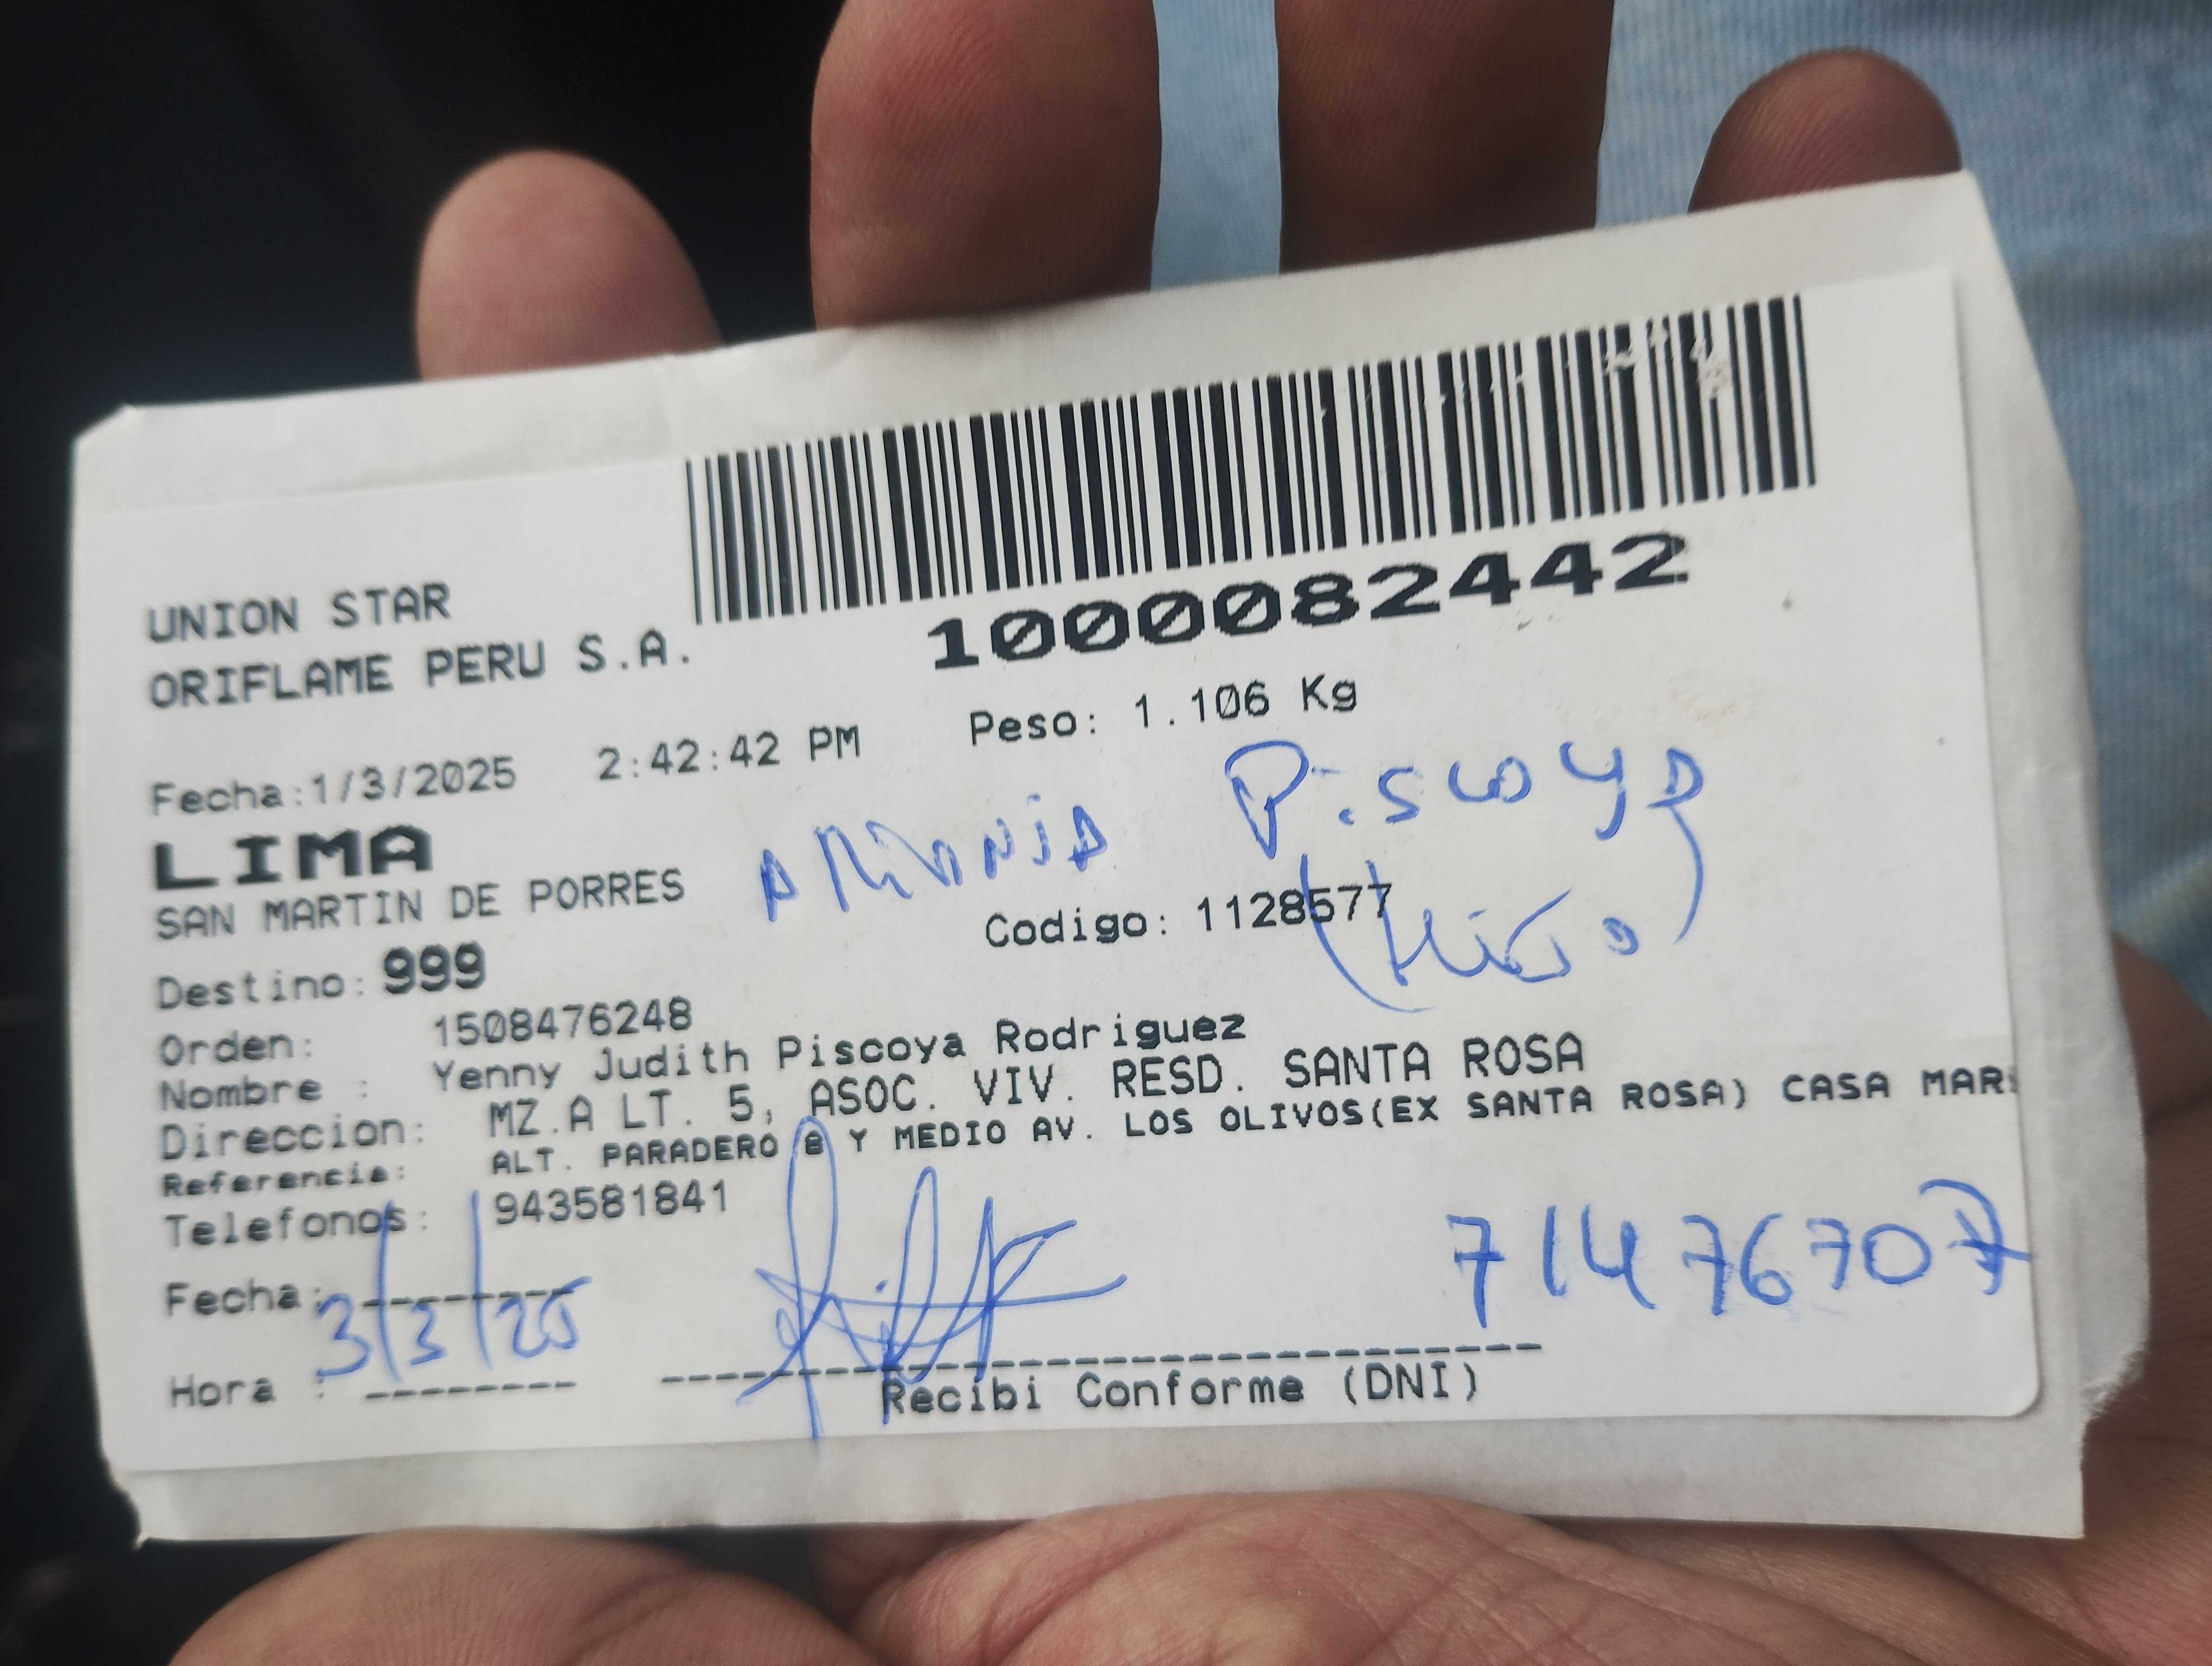 UNION STAR
ORIFLAME PERU S.A.
1000082442
Fecha:1/3/2025 2:42:42 PM Peso: 1.106 Kg
LIMA
Piscoya
SAN MARTIN DE PORRES
Codigo: 1128577
Destino: 999
Orden: 1508476248
Nombre : Yenny Judith Piscoya Rodriguez
Direccion: MZ.A LT. 5, ASOC. VIV. RESD. SANTA ROSA
Referencia: ALT. PARADERO 8 Y MEDIO AV. LOS OLIVOS(EX SANTA ROSA) CASA MAR
Telefonos: 943581841
71476707
Fecha: 3/3/25
Hora :
Recibi Conforme (DNI)